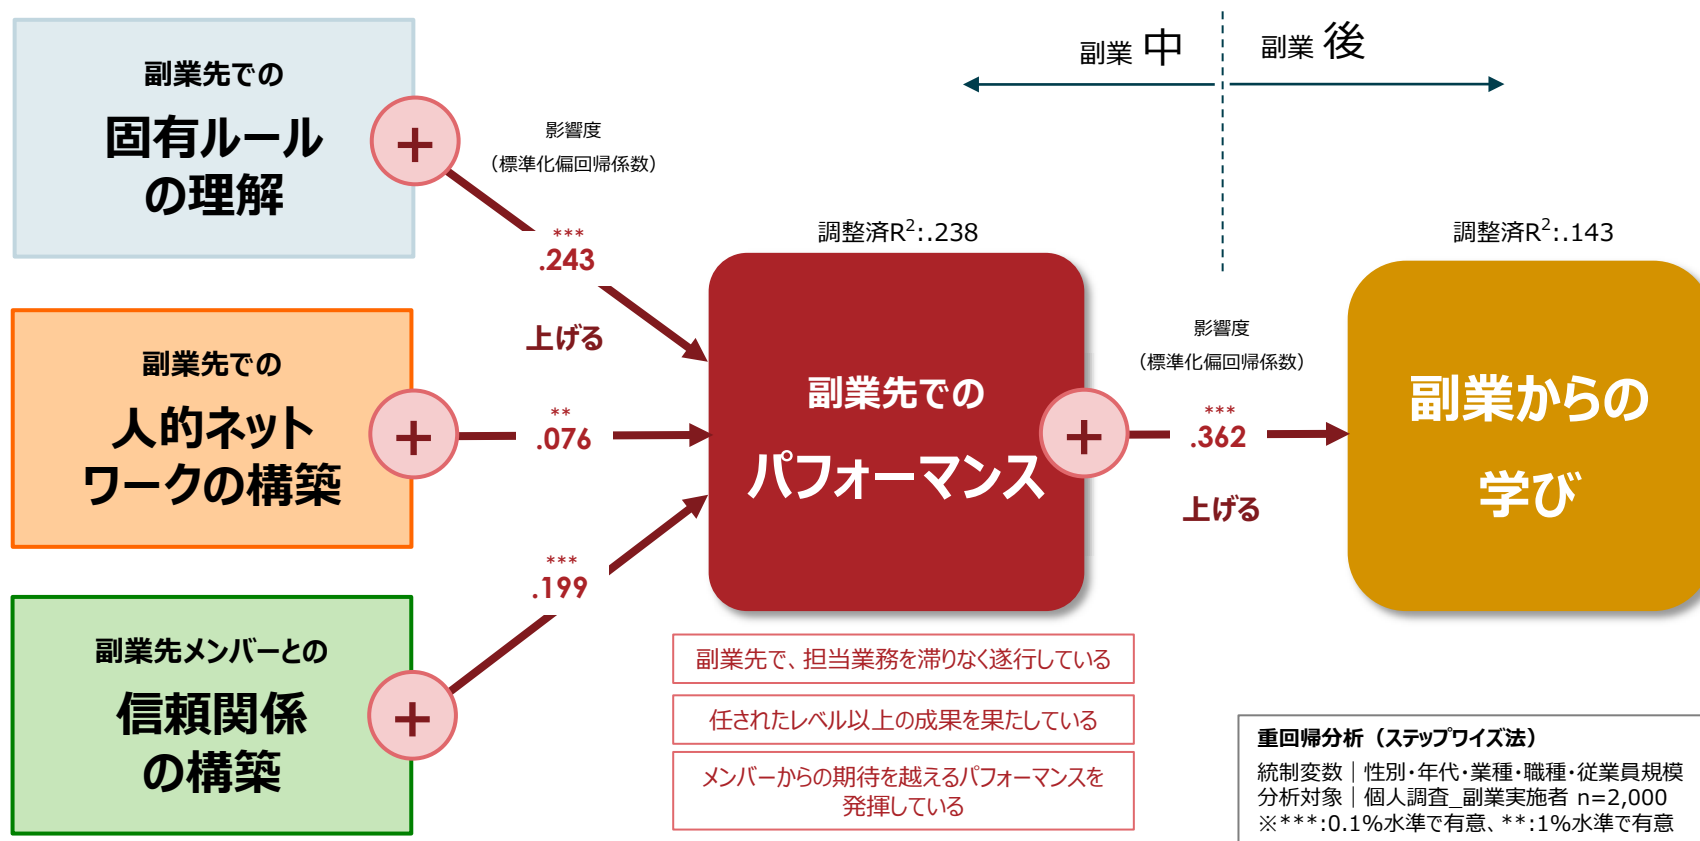 副業中
副業後
副業先での
固有ルール
の理解
+
影響度
（標準化偏回帰係数）
***
.243
上げる
副業先での
人的ネット
ワークの構築
+
**
.076
副業先メンバーとの
信頼関係
の構築
+
***
.199
調整済R²:.238
副業先での
パフォーマンス
+
副業先で、担当業務を滞りなく遂行している
任されたレベル以上の成果を果たしている
メンバーからの期待を越えるパフォーマンスを
発揮している
影響度
（標準化偏回帰係数）
***
.362
上げる
調整済R²:.143
副業からの
学び
重回帰分析（ステップワイズ法）
統制変数｜性別・年代・業種・職種・従業員規模
分析対象｜個人調査_副業実施者 n=2,000
※***:0.1%水準で有意、**:1%水準で有意